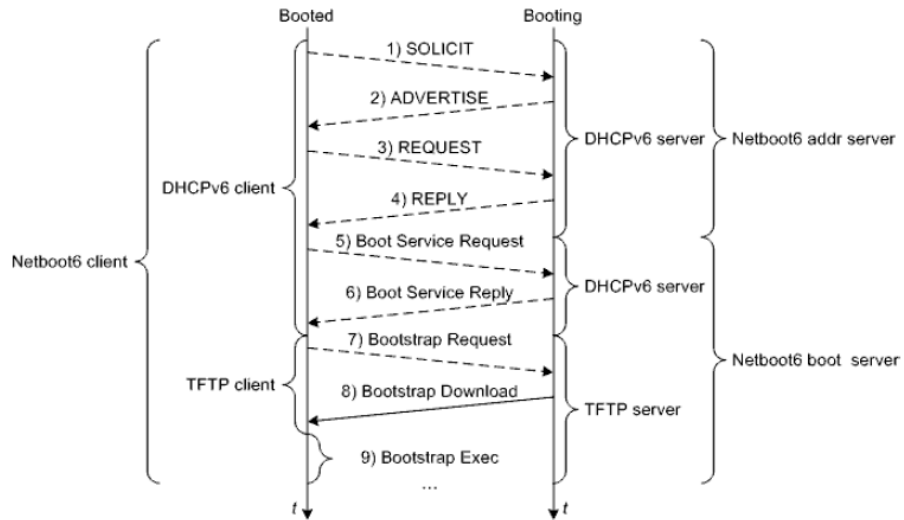 Booted
Booting
1) SOLICIT
2) ADVERTISE
3) REQUEST
4) REPLY
5) Boot Service Request
6) Boot Service Reply
7) Bootstrap Request
8) Bootstrap Download
9) Bootstrap Exec
...
t
t
DHCPv6 client
TFTP client
Netboot6 client
DHCPv6 server
DHCPv6 server
TFTP server
Netboot6 addr server
Netboot6 boot server